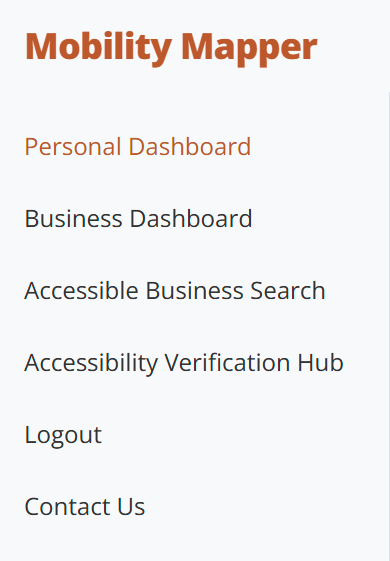 Mobility Mapper
Personal Dashboard
Business Dashboard
Accessible Business Search
Accessibility Verification Hub
Logout
Contact Us